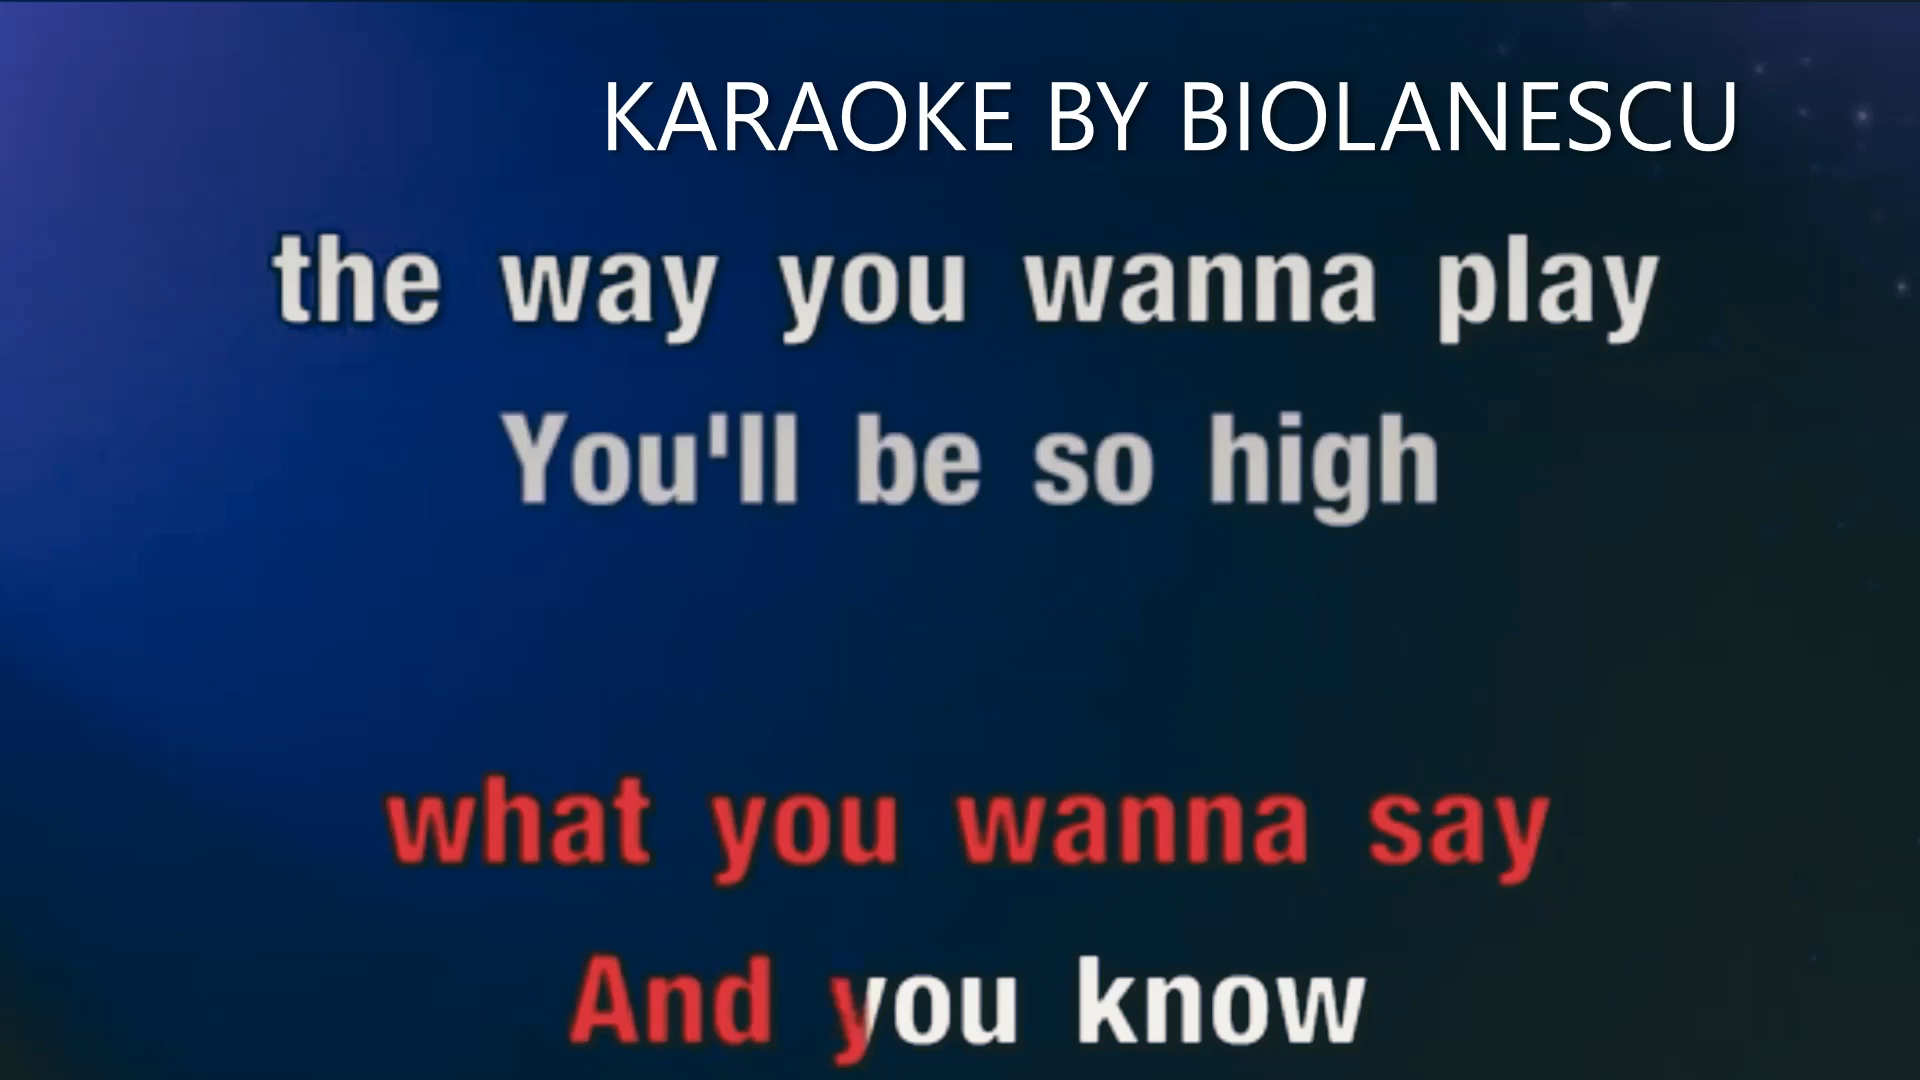 KARAOKE BY BIOLANESCU
the way you wanna play
You'll be so high
what you wanna say
And you know